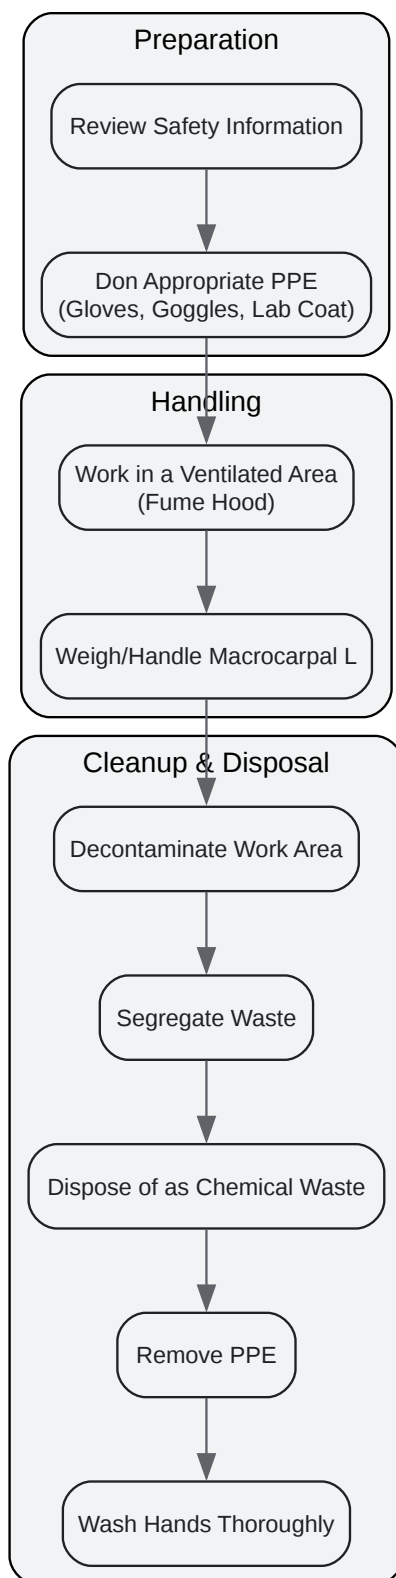 Preparation
Review Safety Information
Don Appropriate PPE
(Gloves, Goggles, Lab Coat)
Handling
Work in a Ventilated Area
(Fume Hood)
Weigh/Handle Macrocarpal L
Cleanup & Disposal
Decontaminate Work Area
Segregate Waste
Dispose of as Chemical Waste
Remove PPE
Wash Hands Thoroughly